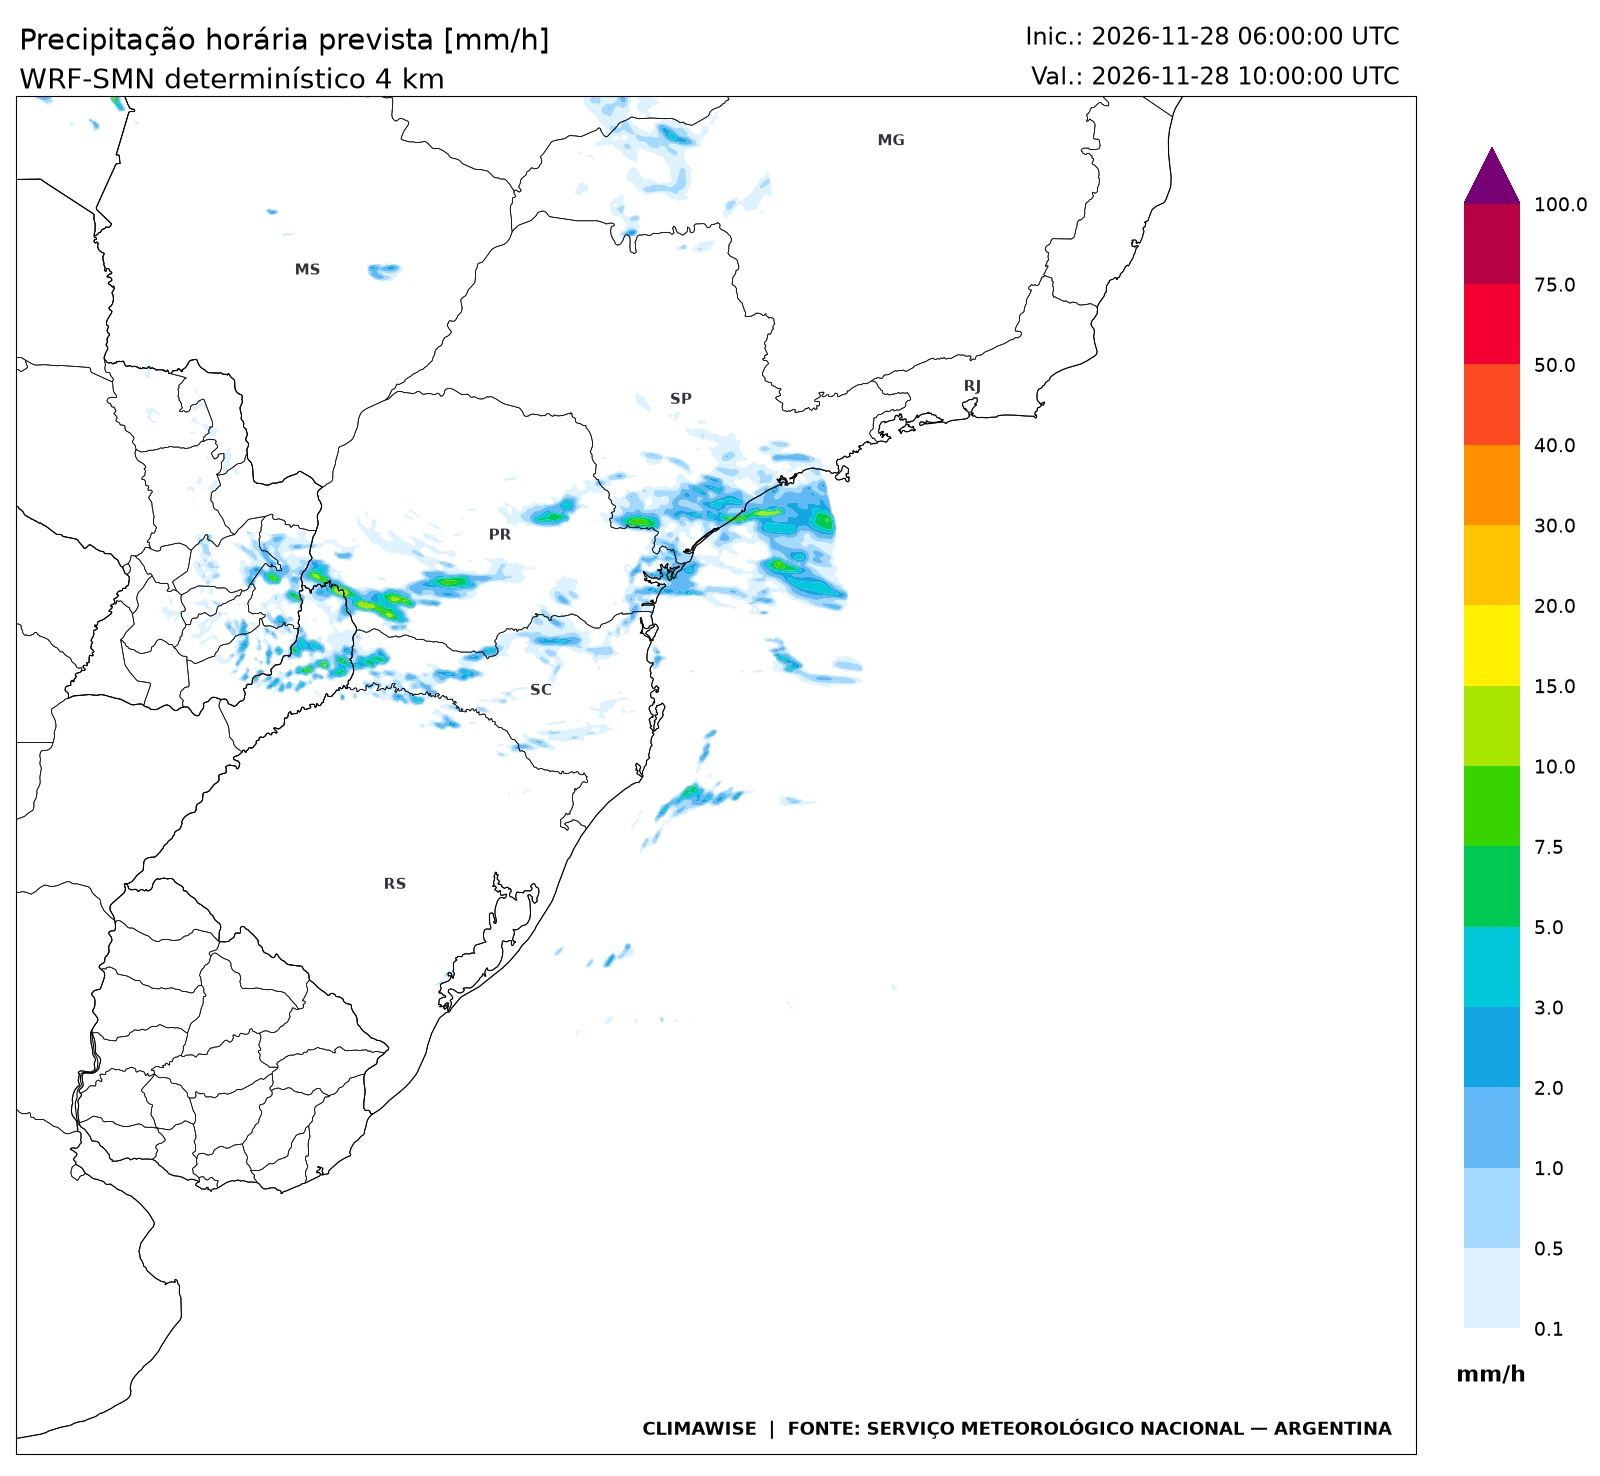 Precipitação horária prevista [mm/h]
WRF-SMN determinístico 4 km
Inic.: 2026-11-28 06:00:00 UTC
Val.: 2026-11-28 10:00:00 UTC
MG
MS
RJ
SP
PR
SC
RS
100.0
75.0
50.0
40.0
30.0
20.0
15.0
10.0
7.5
5.0
3.0
2.0
1.0
0.5
0.1
mm/h
CLIMAWISE | FONTE: SERVIÇO METEOROLÓGICO NACIONAL — ARGENTINA